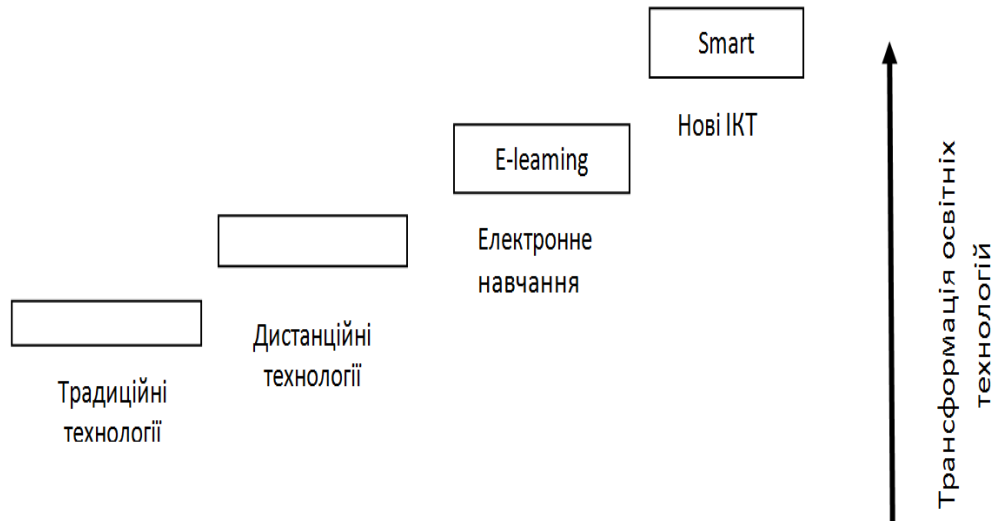 Smart
Нові ІКТ
E-leaming
Електронне
навчання
Дистанційні
технології
Традиційні
технології
Трансформація освітніх
технологій